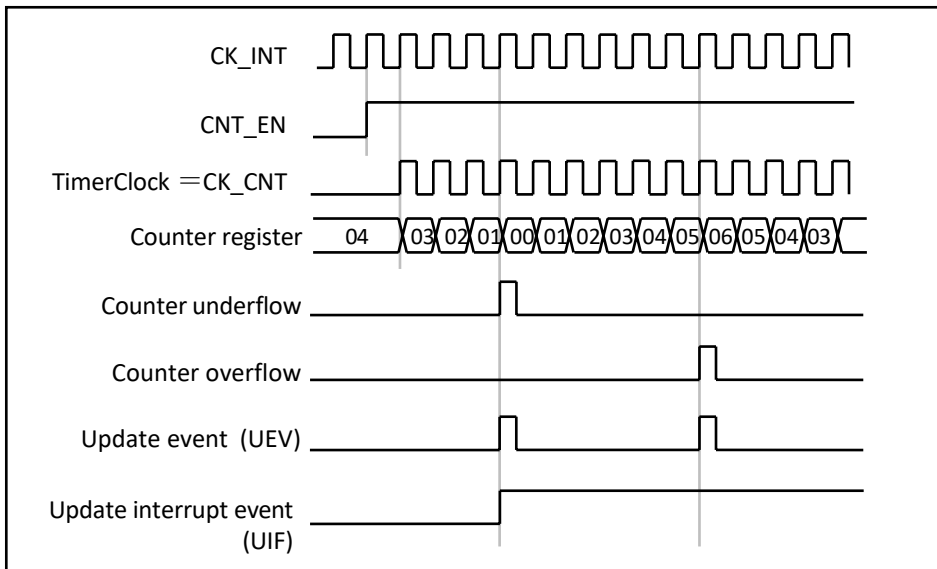 CK_INT
CNT_EN
TimerClock ＝CK_CNT
Counter register 04 03 02 01 00 01 02 03 04 05 06 05 04 03
Counter underflow
Counter overflow
Update event (UEV)
Update interrupt event
(UIF)